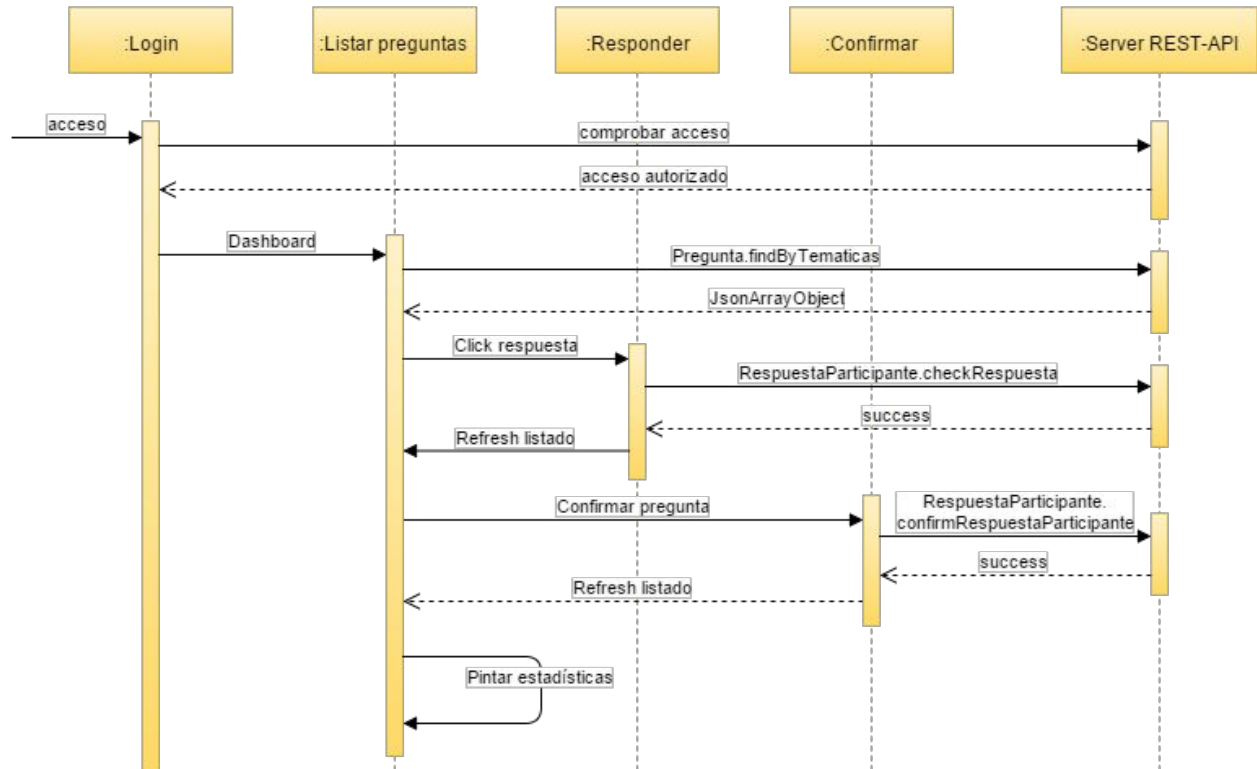 :Login
:Listar preguntas
:Responder
:Confirmar
:Server REST-API
acceso
comprobar acceso
acceso autorizado
Dashboard
Pregunta.findByTematicas
JsonArrayObject
Click respuesta
RespuestaParticipante.checkRespuesta
success
Refresh listado
Confirmar pregunta
RespuestaParticipante.
confirmRespuestaParticipante
success
Refresh listado
Pintar estadísticas